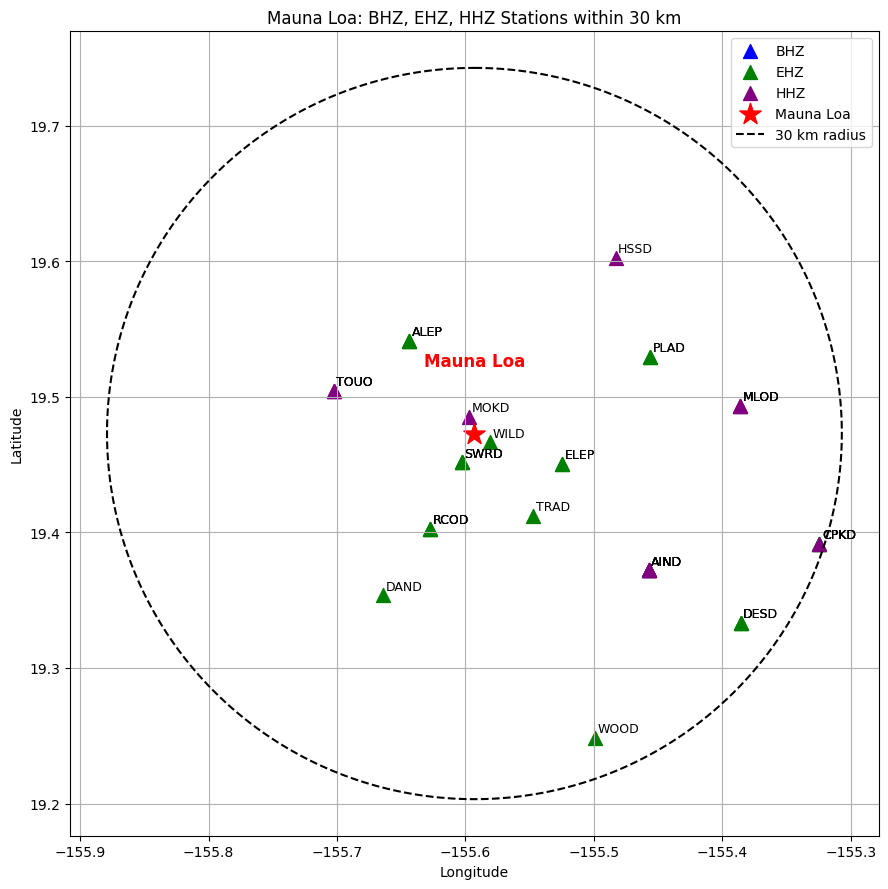 Mauna Loa: BHZ, EHZ, HHZ Stations within 30 km
BHZ
EHZ
HHZ
Mauna Loa
30 km radius
19.7
19.6
19.5
19.4
19.3
19.2
Latitude
HSSD
ALEP
PLAD
Mauna Loa
TOUO
MLOD
MOKD
WILD
SWRD
ELEP
TRAD
RCOD
CPKD
AIND
DAND
DESD
WOOD
−155.9
−155.8
−155.7
−155.6
−155.5
−155.4
−155.3
Longitude